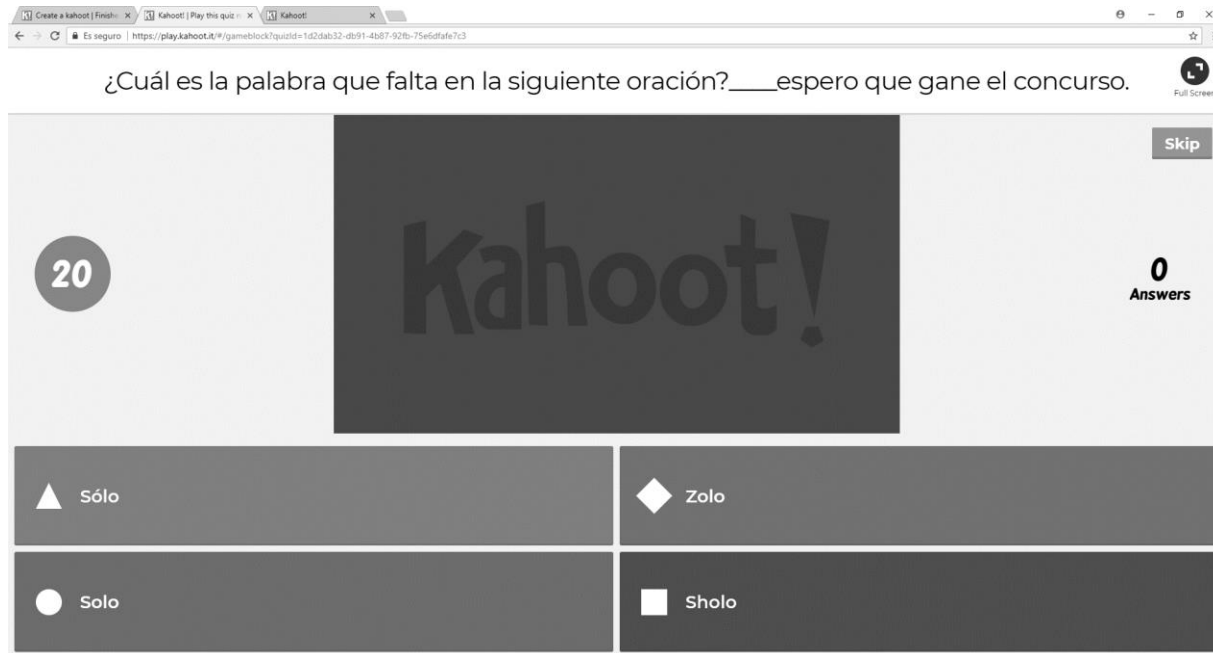 Create a kahoot | Finish
Kahoot! | Play this quiz
Kahoot!
Es seguro | https://play.kahoot.it/#/gameblock?quizId=1d2dab32-db91-4b87-92fb-75e6dfafe7c3
¿Cuál es la palabra que falta en la siguiente oración?____espero que gane el concurso.
Full Screen
Skip
Kahoot!
20
0
Answers
Sólo
Zolo
Solo
Sholo